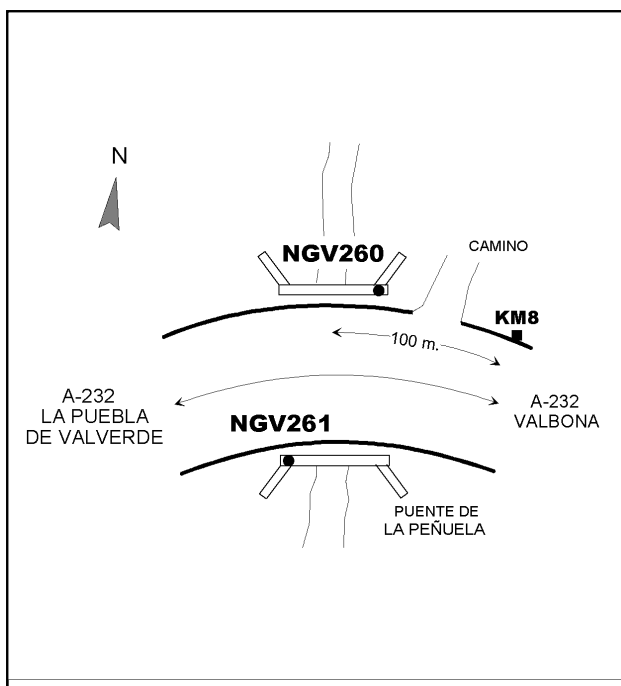 N
NGV260
CAMINO
KM8
100 m.
A-232
LA PUEBLA
DE VALVERDE
A-232
VALBONA
NGV261
PUENTE DE
LA PEÑUELA